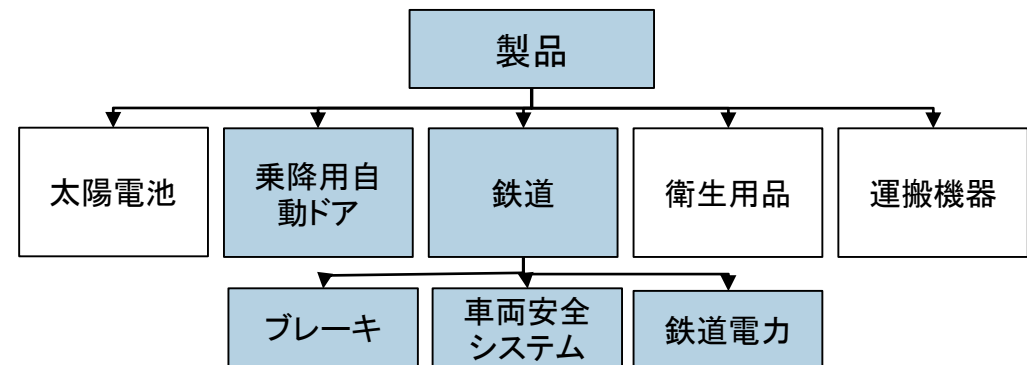 製品
太陽電池
乗降用自
動ドア
鉄道
衛生用品
運搬機器
ブレーキ
車両安全
システム
鉄道電力